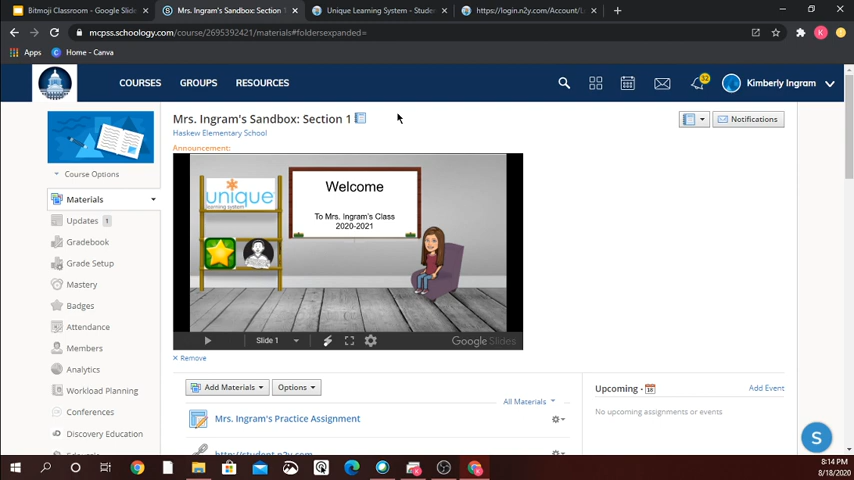 Bitmoji Classroom - Google Slide
Mrs. Ingram's Sandbox: Section 1
Unique Learning System - Stude
https://login.n2y.com/Account/L
mcpss.schoology.com/course/2695392421/materials#foldersexpanded=
Apps
Home - Canva
COURSES
GROUPS
RESOURCES
32
Kimberly Ingram
Mrs. Ingram's Sandbox: Section 1
Notifications
Haskew Elementary School
Announcement:
Course Options
Materials
Updates 1
Gradebook
Grade Setup
Mastery
Badges
Attendance
Members
Analytics
Workload Planning
Conferences
Discovery Education
unique
learning system
Welcome
To Mrs. Ingram's Class
2020-2021
Slide 1
Google Slides
Remove
Add Materials
Options
All Materials
Mrs. Ingram's Practice Assignment
http://student.n2y.com
Upcoming
18
Add Event
No upcoming assignments or events
S
8:14 PM
8/18/2020